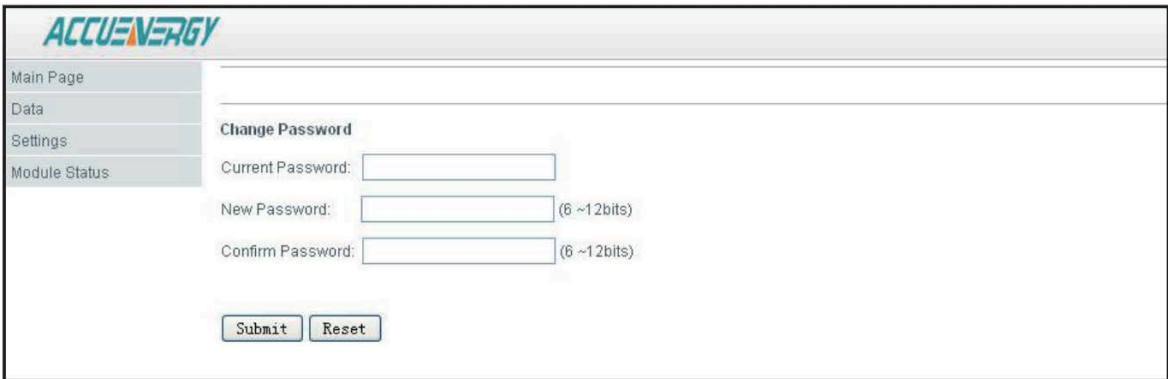 ACCUENERGY
Main Page
Data
Settings
Module Status
Change Password
Current Password:
New Password: (6 ~12bits)
Confirm Password: (6 ~12bits)
Submit Reset